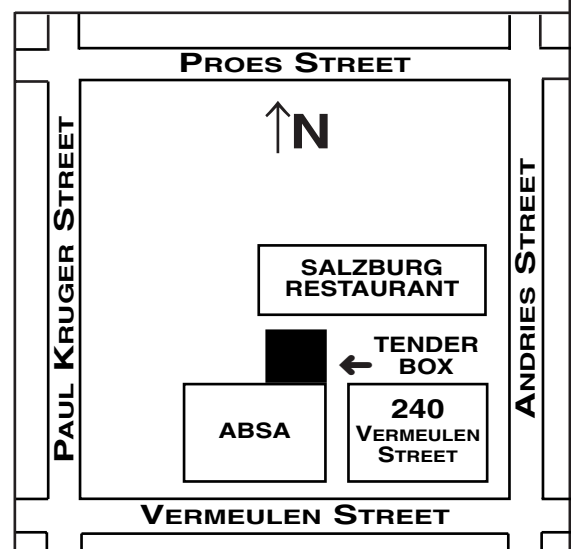 PROES STREET
N
PAUL KRUGER STREET
ANDRIES STREET
SALZBURG
RESTAURANT
TENDER
BOX
ABSA
240
VERMEULEN
STREET
VERMEULEN STREET